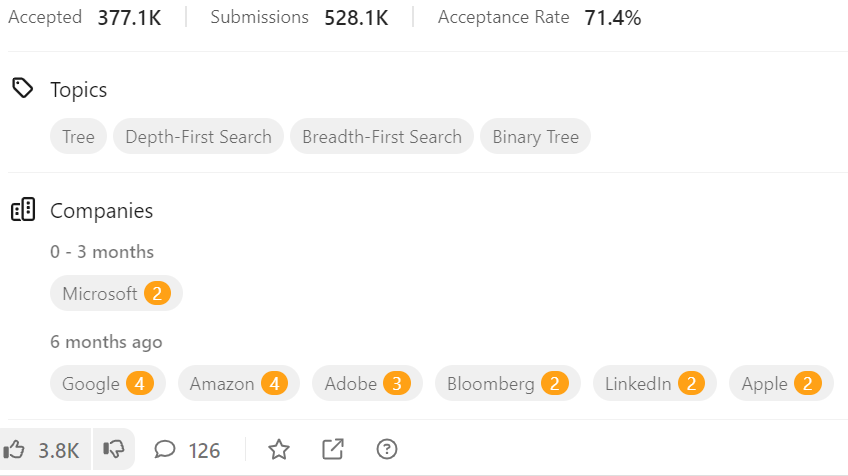 Accepted 377.1K Submissions 528.1K Acceptance Rate 71.4%
Topics
Tree Depth-First Search Breadth-First Search Binary Tree
Companies
0 - 3 months
Microsoft 2
6 months ago
Google 4 Amazon 4 Adobe 3 Bloomberg 2 LinkedIn 2 Apple 2
3.8K 126